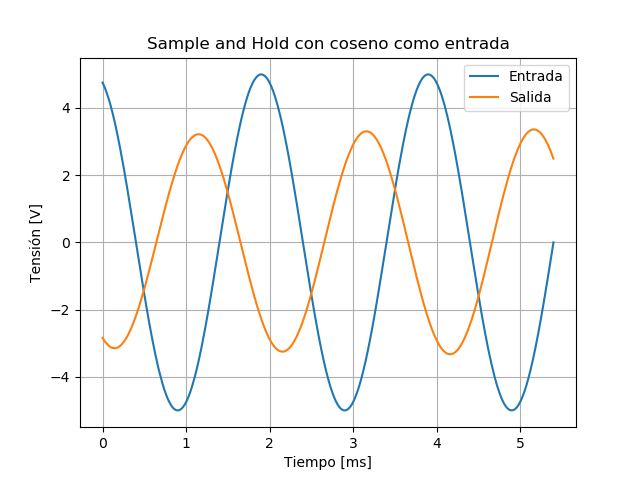 Sample and Hold con coseno como entrada
Entrada
Salida
Tensión [V]
4
2
0
−2
−4
0 1 2 3 4 5
Tiempo [ms]